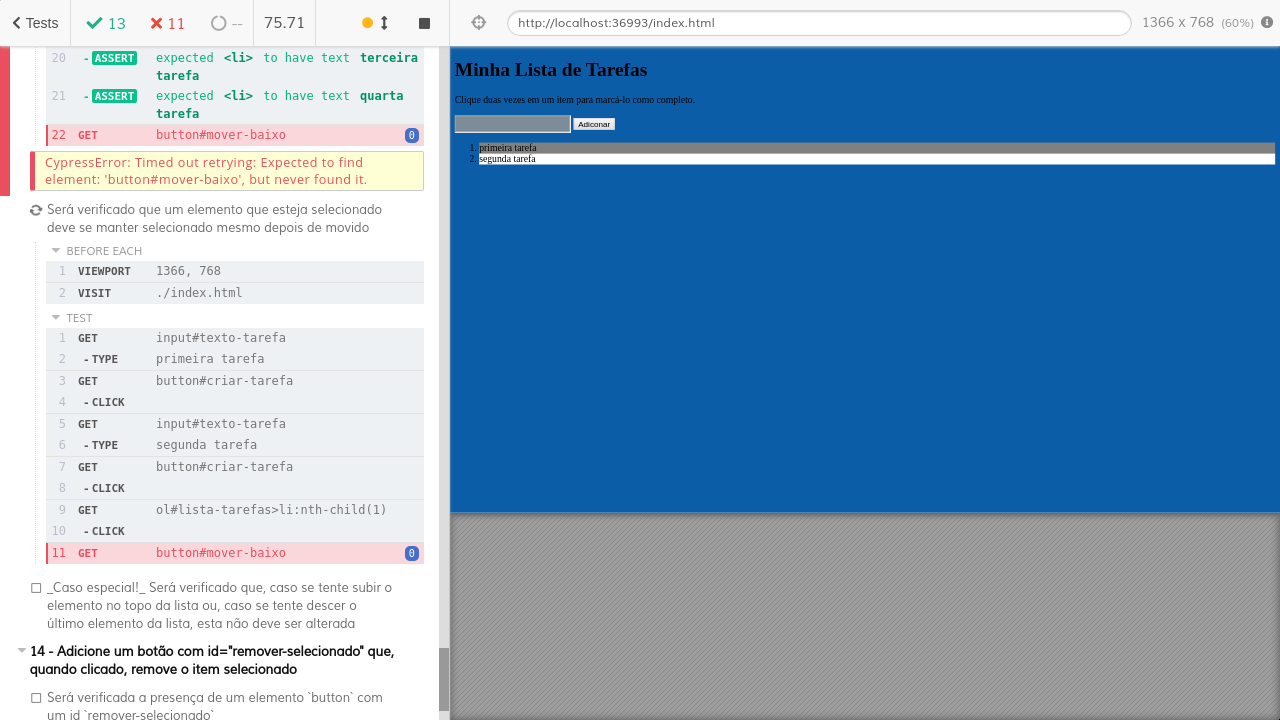 Tests
13
11
--
75.71
http://localhost:36993/index.html
1366 x 768 (60%)
20 - ASSERT expected <li> to have text terceira
tarefa
21 - ASSERT expected <li> to have text quarta
tarefa
22 GET button#mover-baixo 0
CypressError: Timed out retrying: Expected to find
element: 'button#mover-baixo', but never found it.
Será verificado que um elemento que esteja selecionado
deve se manter selecionado mesmo depois de movido
BEFORE EACH
1 VIEWPORT 1366, 768
2 VISIT ./index.html
TEST
1 GET input#texto-tarefa
2 - TYPE primeira tarefa
3 GET button#criar-tarefa
4 - CLICK
5 GET input#texto-tarefa
6 - TYPE segunda tarefa
7 GET button#criar-tarefa
8 - CLICK
9 GET ol#lista-tarefas>li:nth-child(1)
10 - CLICK
11 GET button#mover-baixo 0
_Caso especial!_ Será verificado que, caso se tente subir o
elemento no topo da lista ou, caso se tente descer o
último elemento da lista, esta não deve ser alterada
14 - Adicione um botão com id="remover-selecionado" que,
quando clicado, remove o item selecionado
Será verificada a presença de um elemento `button` com
um id `remover-selecionado`
Minha Lista de Tarefas
Clique duas vezes em um item para marcá-lo como completo.
Adicionar
1. primeira tarefa
2. segunda tarefa